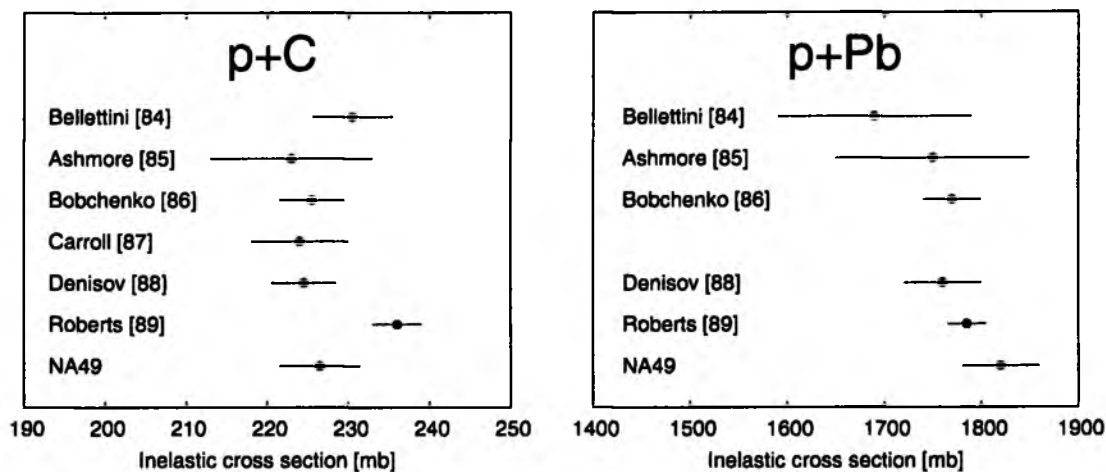 p+C
Bellettini [84]
Ashmore [85]
Bobchenko [86]
Carroll [87]
Denisov [88]
Roberts [89]
NA49
190 200 210 220 230 240 250
Inelastic cross section [mb]
p+Pb
Bellettini [84]
Ashmore [85]
Bobchenko [86]
Denisov [88]
Roberts [89]
NA49
1400 1500 1600 1700 1800 1900
Inelastic cross section [mb]